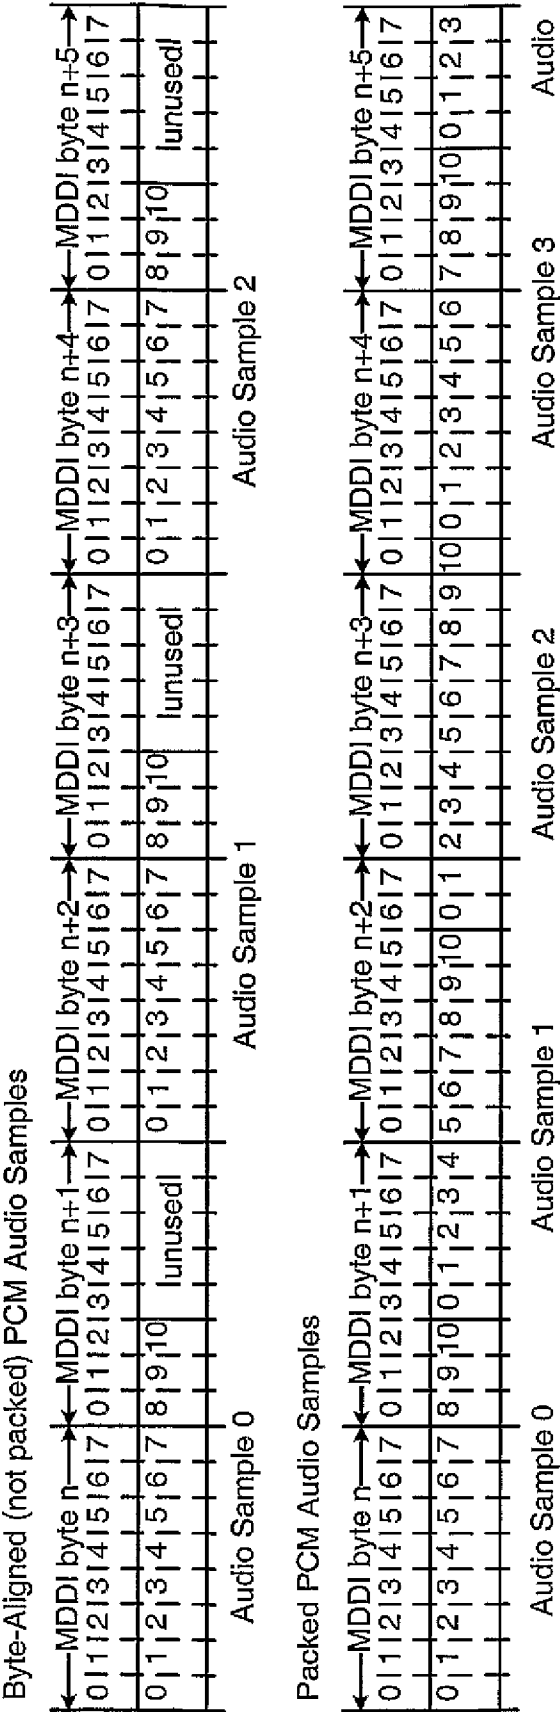 Byte-Aligned (not packed) PCM Audio Samples
MDDI byte n MDDI byte n+1 MDDI byte n+2 MDDI byte n+3 MDDI byte n+4 MDDI byte n+5
0 1 2 3 4 5 6 7 0 1 2 3 4 5 6 7 0 1 2 3 4 5 6 7 0 1 2 3 4 5 6 7 0 1 2 3 4 5 6 7 0 1 2 3 4 5 6 7
0 1 2 3 4 5 6 7 8 9 10 unused 0 1 2 3 4 5 6 7 8 9 10 unused 0 1 2 3 4 5 6 7 8 9 10 unused
Audio Sample 0 Audio Sample 1 Audio Sample 2
Packed PCM Audio Samples
MDDI byte n MDDI byte n+1 MDDI byte n+2 MDDI byte n+3 MDDI byte n+4 MDDI byte n+5
0 1 2 3 4 5 6 7 0 1 2 3 4 5 6 7 0 1 2 3 4 5 6 7 0 1 2 3 4 5 6 7 0 1 2 3 4 5 6 7 0 1 2 3 4 5 6 7
0 1 2 3 4 5 6 7 8 9 10 0 1 2 3 4 5 6 7 8 9 10 0 1 2 3 4 5 6 7 8 9 10 0 1 2 3 4 5 6 7 8 9 10 0 1 2 3
Audio Sample 0 Audio Sample 1 Audio Sample 2 Audio Sample 3 Audio